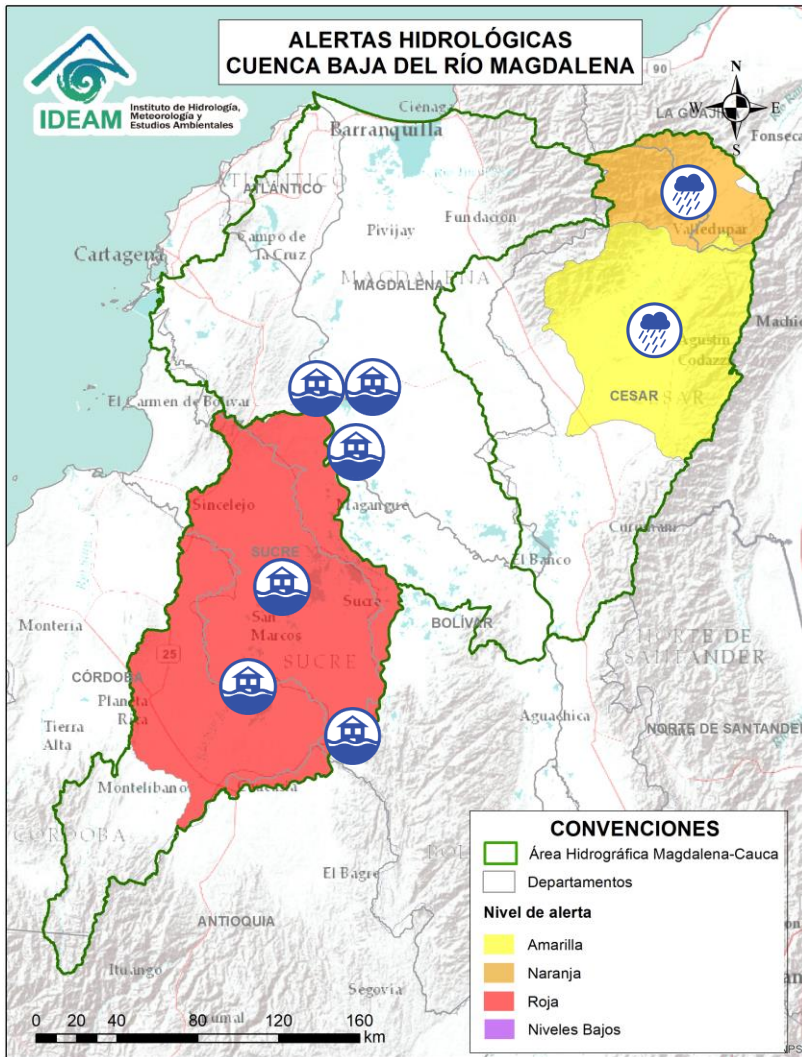 ALERTAS HIDROLÓGICAS
CUENCA BAJA DEL RÍO MAGDALENA
IDEAM
Instituto de Hidrología,
Meteorología y
Estudios Ambientales
N
W E
S
90
LA GUAJIRA
Fonseca
Ciénaga
Barranquilla
ATLÁNTICO
Campo de
la Cruz
Pivijay
Fundación
Valledupar
Cartagena
MAGDALENA
MAGDALENA
Agustín
Codazzi
CESAR
El Carmen de Bolívar
Sincelejo
Magangue
Curumani
El Banco
SUCRE
Sucre
San
Marcos
BOLÍVAR
Montería
SUCRE
NORTE DE
SANTANDER
25
CÓRDOBA
Planeta
Rica
Aguachica
NORTE DE SANTANDER
Tierra
Alta
Montelibano
CÓRDOBA
El Bagre
ANTIOQUIA
Ituango
Segovia
0 20 40 80 120 160
km
CONVENCIONES
Área Hidrográfica Magdalena-Cauca
Departamentos
Nivel de alerta
Amarilla
Naranja
Roja
Niveles Bajos